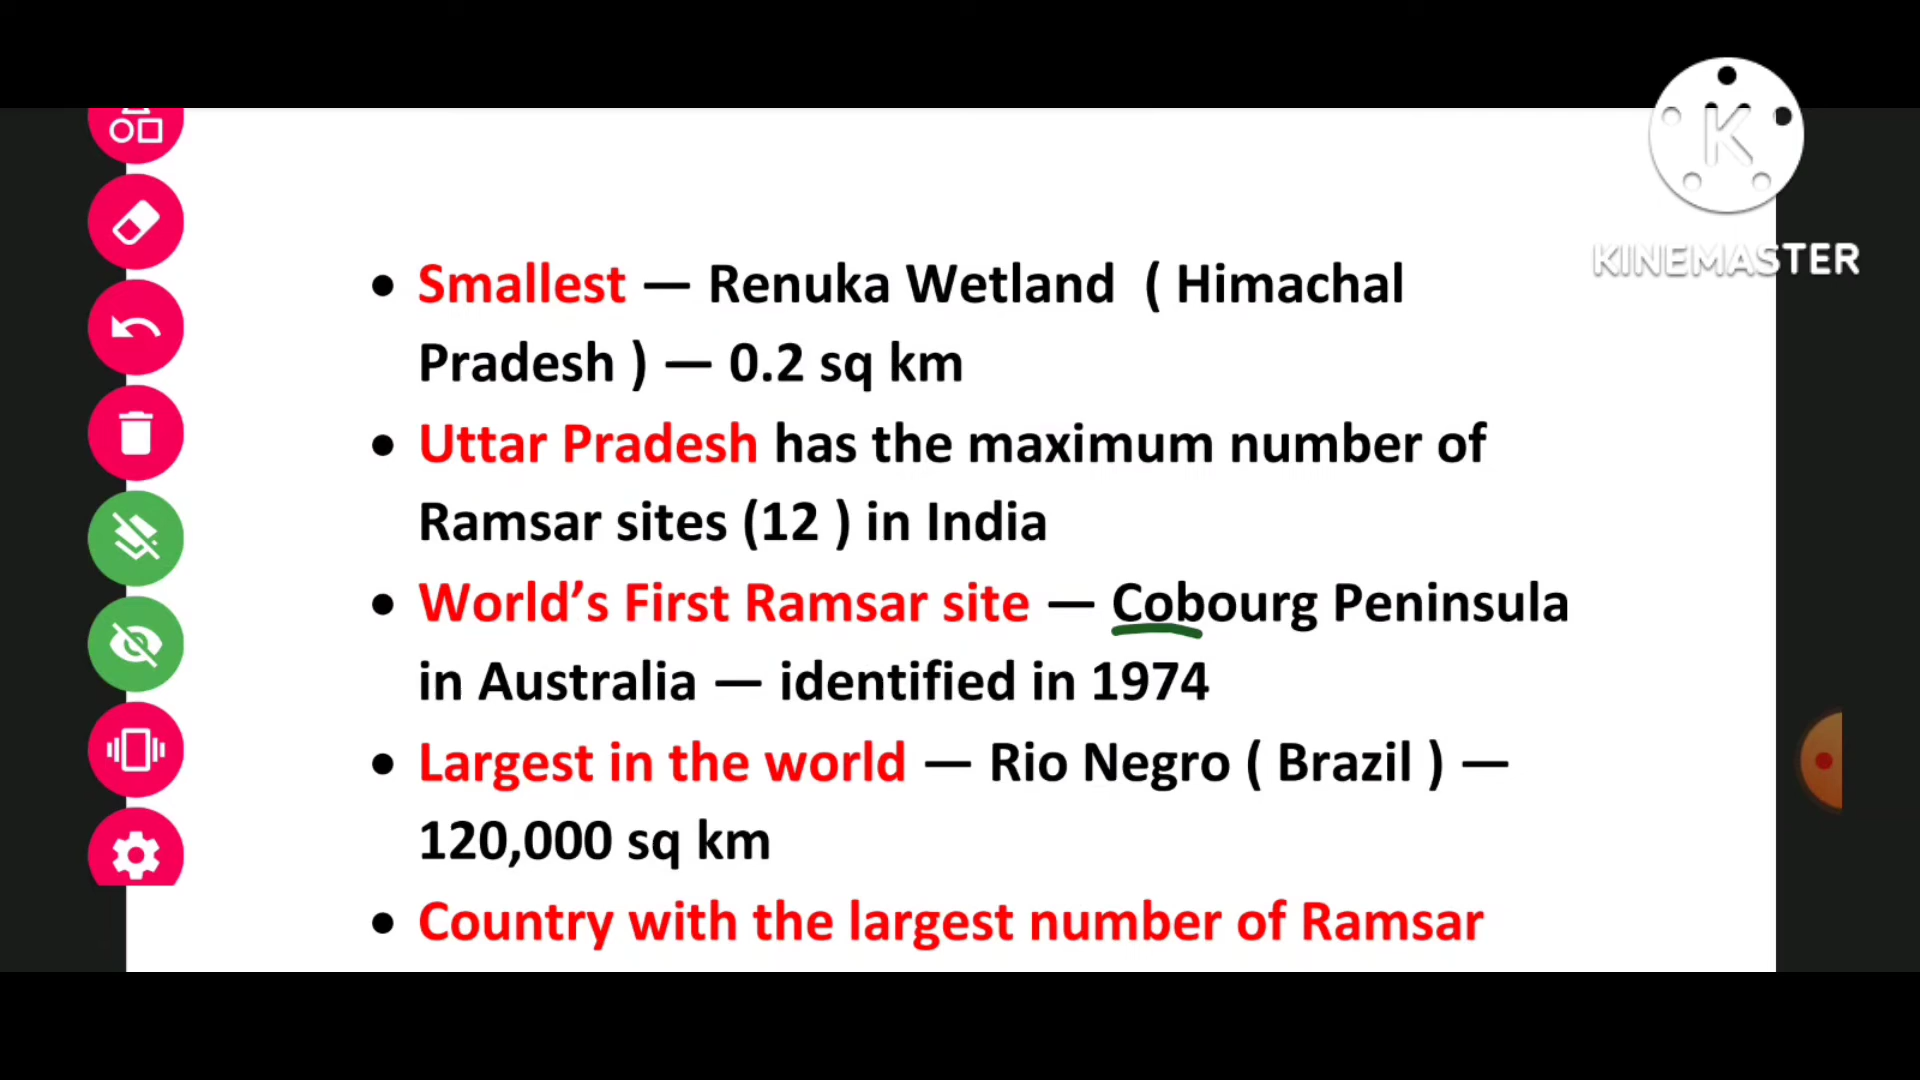 KINEMASTER
• Smallest — Renuka Wetland ( Himachal
Pradesh ) — 0.2 sq km
• Uttar Pradesh has the maximum number of
Ramsar sites (12 ) in India
• World’s First Ramsar site — Cobourg Peninsula
in Australia — identified in 1974
• Largest in the world — Rio Negro ( Brazil ) —
120,000 sq km
• Country with the largest number of Ramsar